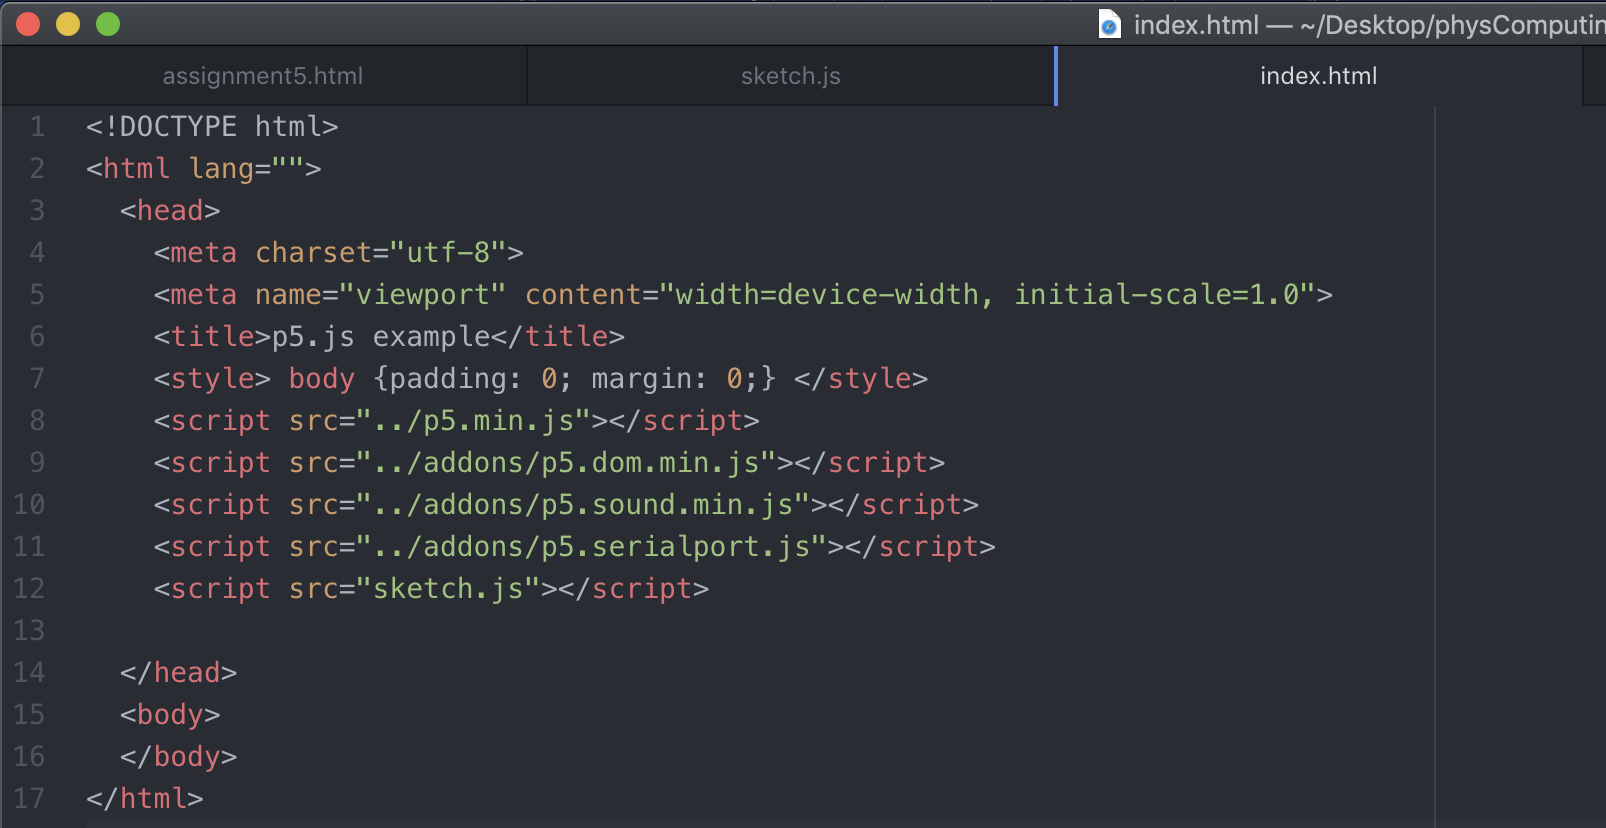 index.html — ~/Desktop/physComputin
assignment5.html
sketch.js
index.html
1 <!DOCTYPE html>
2 <html lang="">
3   <head>
4     <meta charset="utf-8">
5     <meta name="viewport" content="width=device-width, initial-scale=1.0">
6     <title>p5.js example</title>
7     <style> body {padding: 0; margin: 0;} </style>
8     <script src="../p5.min.js"></script>
9     <script src="../addons/p5.dom.min.js"></script>
10     <script src="../addons/p5.sound.min.js"></script>
11     <script src="../addons/p5.serialport.js"></script>
12     <script src="sketch.js"></script>
13
14   </head>
15   <body>
16   </body>
17 </html>